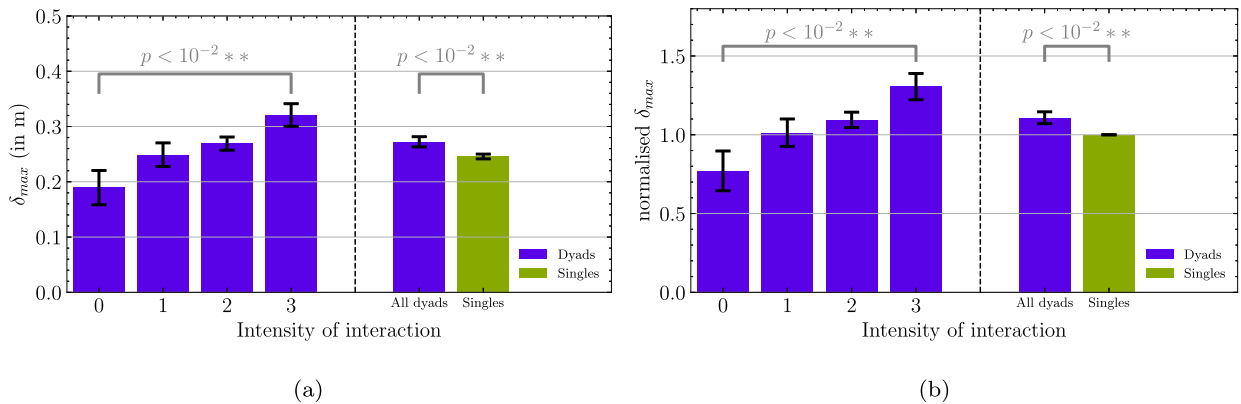 0.5
0.4
0.3
0.2
0.1
0.0
δ_max (in m)
p < 10^{-2} **
p < 10^{-2} **
Dyads
Singles
0 1 2 3 All dyads Singles
Intensity of interaction
(a)
1.5
1.0
0.5
0.0
normalised δ_max
p < 10^{-2} **
p < 10^{-2} **
Dyads
Singles
0 1 2 3 All dyads Singles
Intensity of interaction
(b)